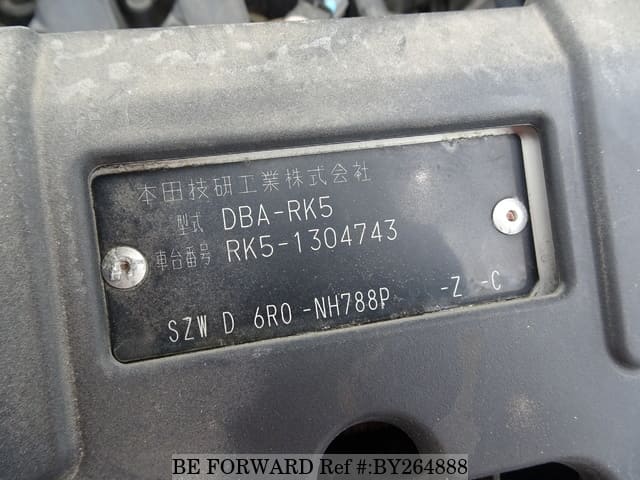 本田技研工業株式会社
型式 DBA-RK5
車台番号 RK5-1304743
SZW D 6R0 -NH788P -Z -C
BE FORWARD Ref #:BY264888